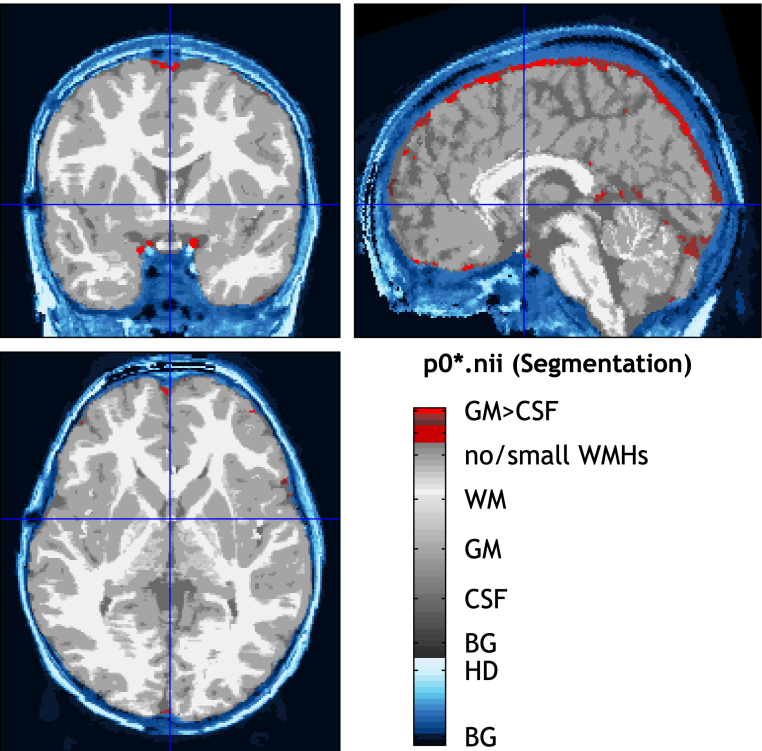 p0*.nii (Segmentation)
GM>CSF
no/small WMHs
WM
GM
CSF
BG
HD
BG